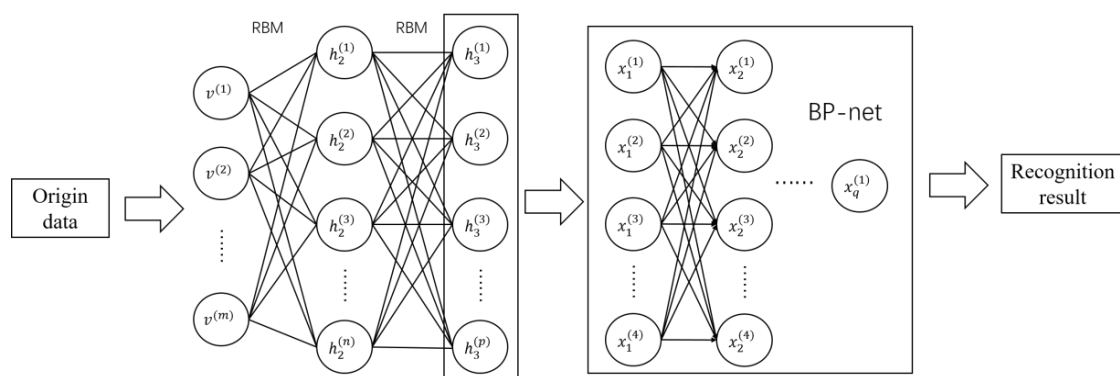 RBM
RBM
Origin
data
v^{(1)}
v^{(2)}
......
v^{(m)}
h_2^{(1)}
h_2^{(2)}
h_2^{(3)}
......
h_2^{(n)}
h_3^{(1)}
h_3^{(2)}
h_3^{(3)}
......
h_3^{(p)}
x_1^{(1)}
x_1^{(2)}
x_1^{(3)}
......
x_1^{(4)}
x_2^{(1)}
x_2^{(2)}
x_2^{(3)}
......
x_2^{(4)}
BP-net
......
x_q^{(1)}
Recognition
result